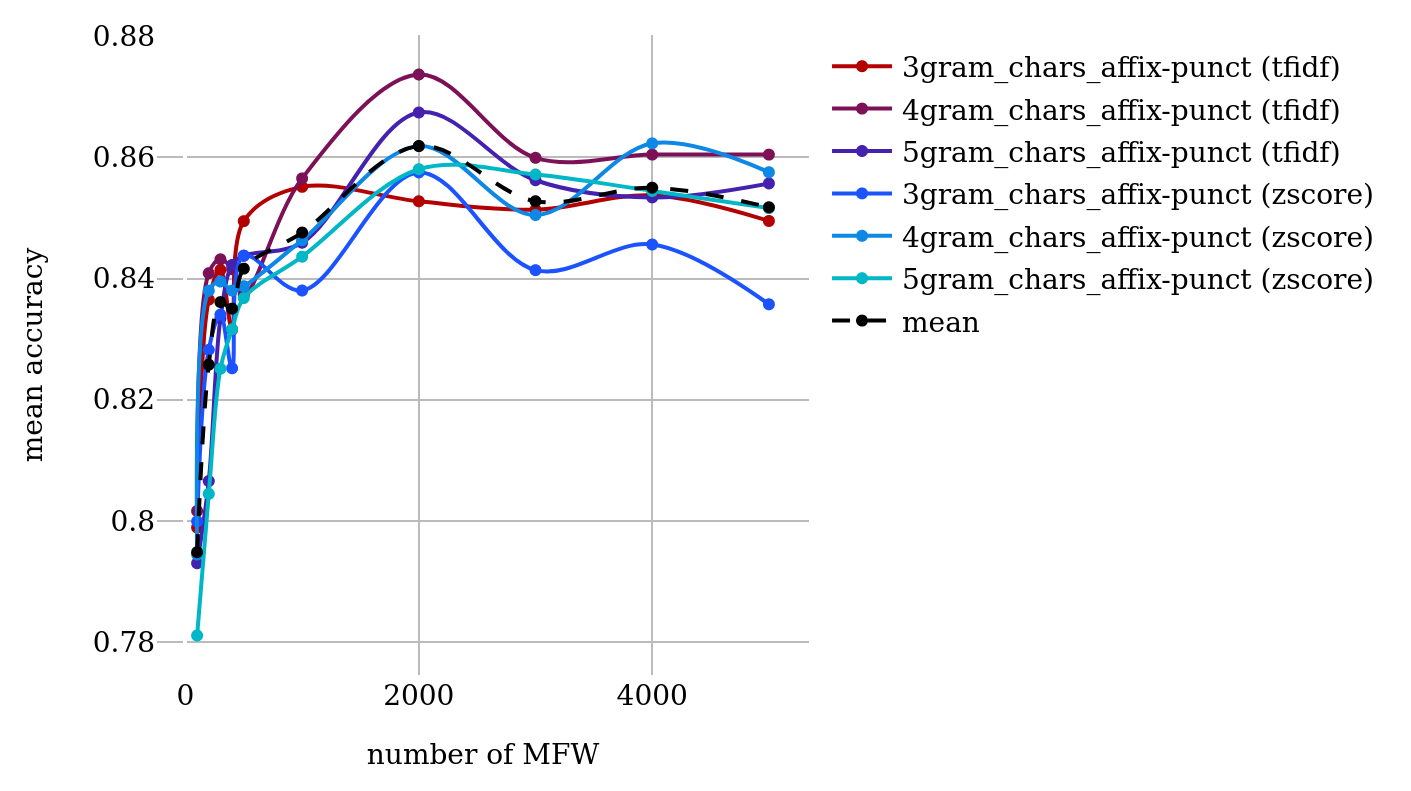 0.88
0.86
0.84
0.82
0.8
0.78
0
2000
4000
mean accuracy
number of MFW
3gram_chars_affix-punct (tfidf)
4gram_chars_affix-punct (tfidf)
5gram_chars_affix-punct (tfidf)
3gram_chars_affix-punct (zscore)
4gram_chars_affix-punct (zscore)
5gram_chars_affix-punct (zscore)
mean